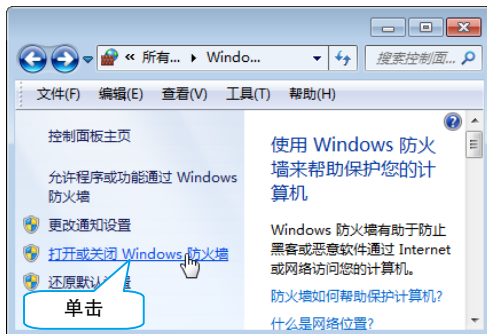 « 所有... ▸ Windo...
搜索控制面...
文件(F) 编辑(E) 查看(V) 工具(T) 帮助(H)
控制面板主页
允许程序或功能通过 Windows
防火墙
更改通知设置
打开或关闭 Windows 防火墙
还原默认
单击
使用 Windows 防火
墙来帮助保护您的计
算机
Windows 防火墙有助于防止
黑客或恶意软件通过 Internet
或网络访问您的计算机。
防火墙如何帮助保护计算机?
什么是网络位置?